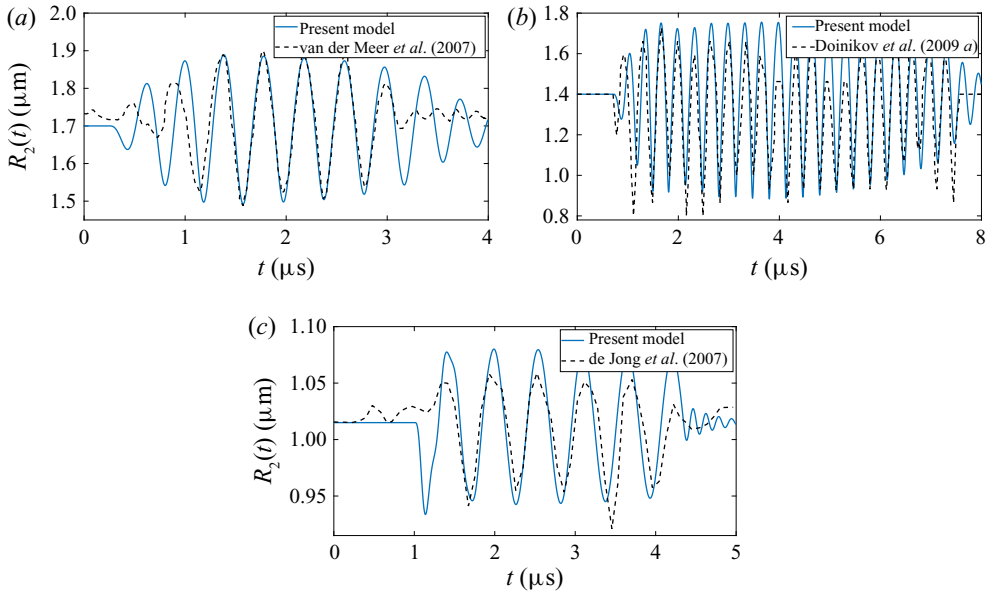 (a)
Present model
van der Meer et al. (2007)
2.0
1.9
1.8
1.7
1.6
1.5
R2(t) (μm)
0
1
2
3
4
t (μs)
(b)
Present model
Doinikov et al. (2009 a)
1.8
1.6
1.4
1.2
1.0
0.8
0
2
4
6
8
t (μs)
(c)
Present model
de Jong et al. (2007)
1.10
1.05
1.00
0.95
R2(t) (μm)
0
1
2
3
4
5
t (μs)